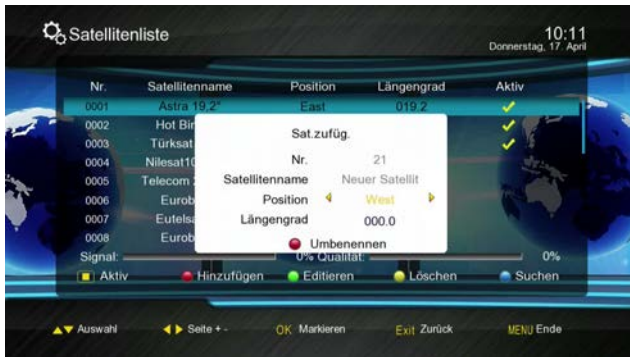 Satellitenliste
10:11
Donnerstag, 17. April
Nr. Satellitenname Position Längengrad Aktiv
0001 Astra 19,2° East 019.2
0002 Hot Bir
0003 Türksat
0004 Nilesat10
0005 Telecom
0006 Eurob
0007 Eutelsa
0008 Eurob
Sat.zufüg.
Nr. 21
Satellitenname Neuer Satellit
Position West
Längengrad 000.0
Umbenennen
Signal: 0% Qualität: 0%
Aktiv Hinzufügen Editieren Löschen Suchen
Auswahl Seite + - OK Markieren Exit Zurück MENU Ende